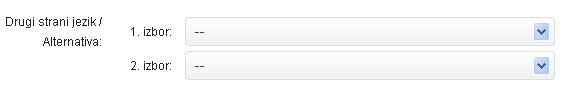 Drugi strani jezik /
Alternativa:
1. izbor:
--
2. izbor:
--